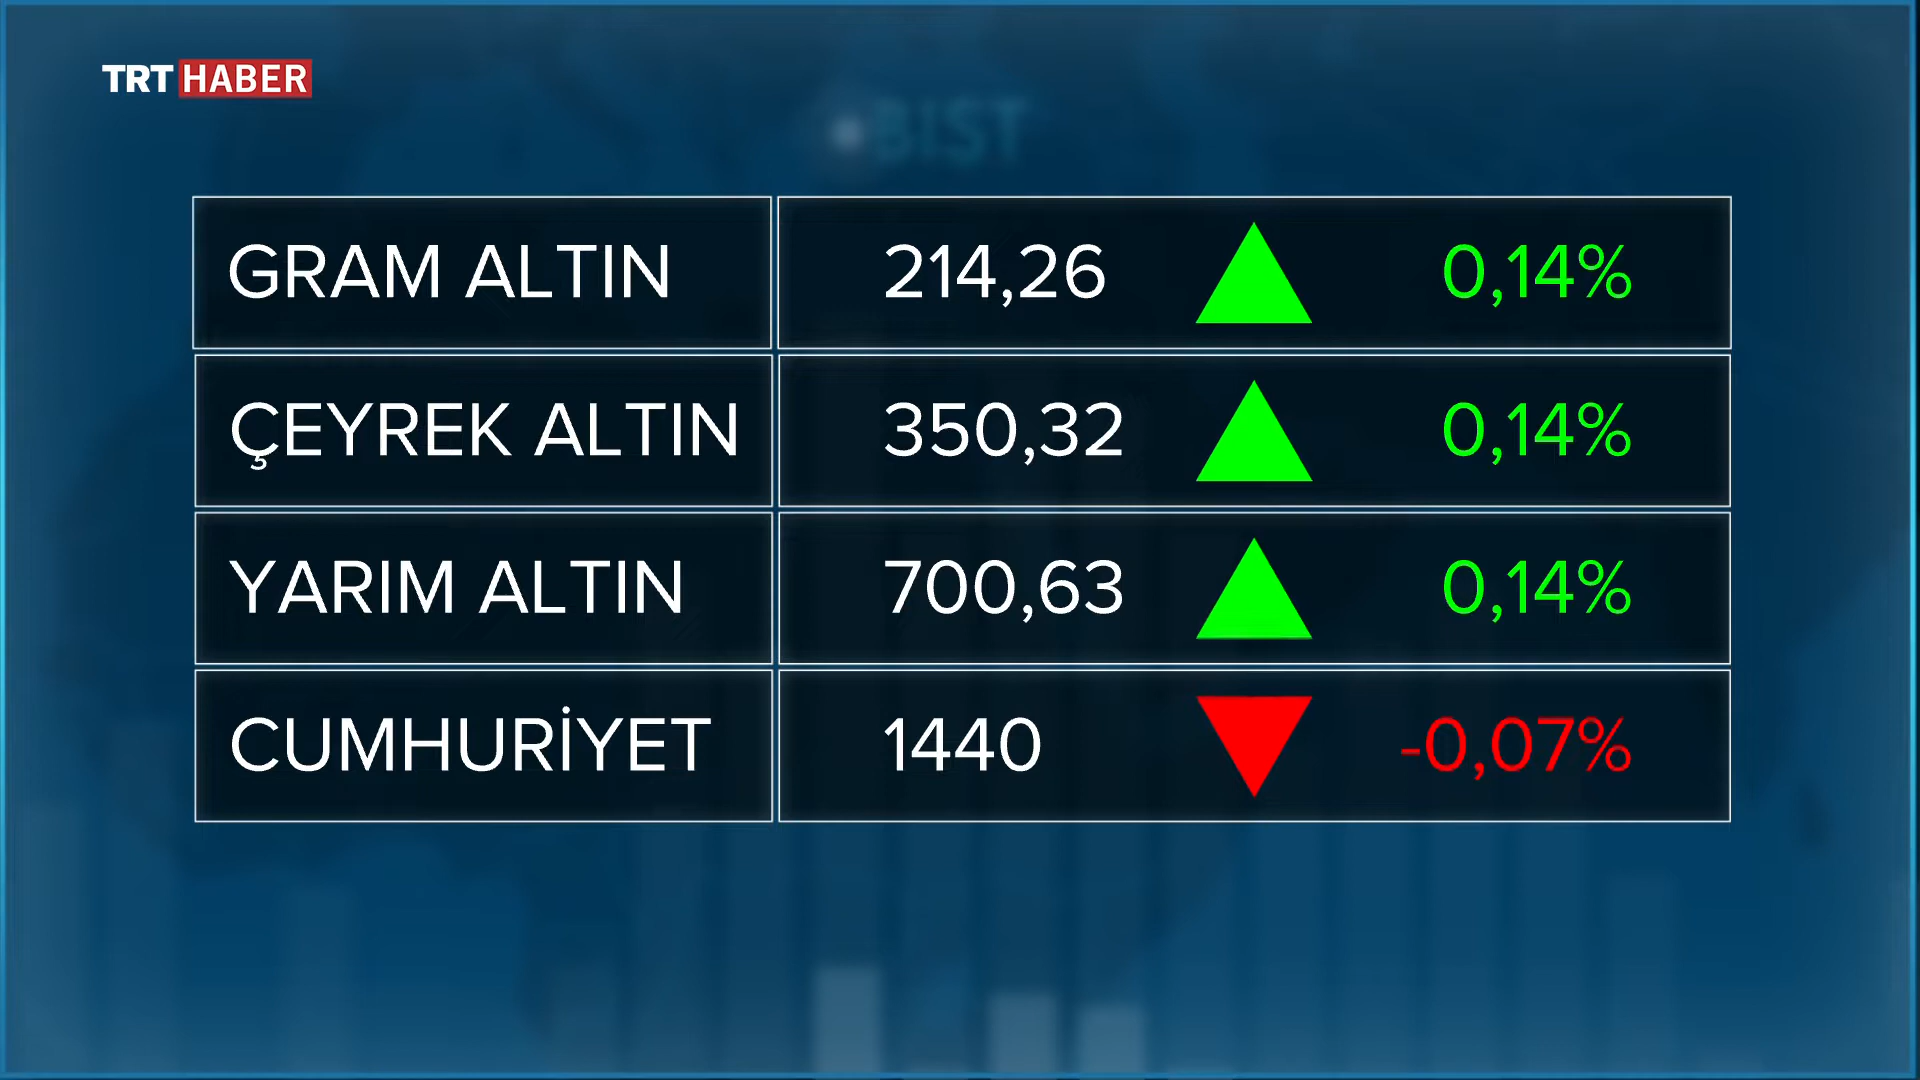 TRT HABER
BIST
GRAM ALTIN 214,26 0,14%
ÇEYREK ALTIN 350,32 0,14%
YARIM ALTIN 700,63 0,14%
CUMHURİYET 1440 -0,07%